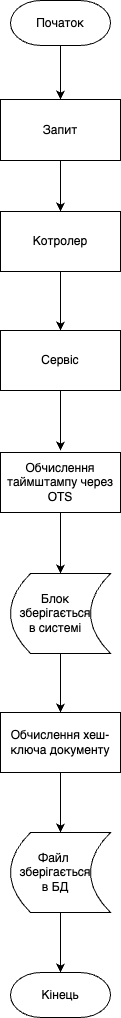 Початок
Запит
Котролер
Сервіс
Обчислення
таймштампу через
OTS
Блок
зберігається
в системі
Обчислення хеш-
ключа документу
Файл
зберігається
в БД
Кінець